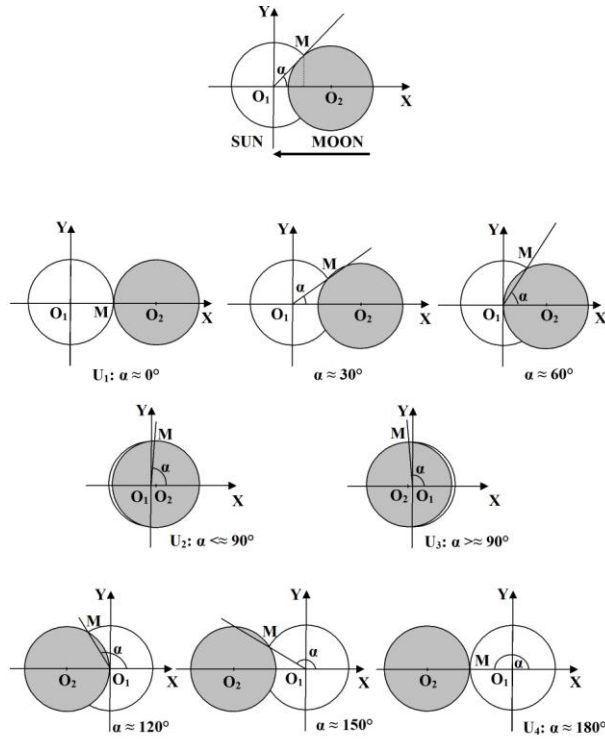 Y
M
α
O₁ O₂ X
SUN MOON
Y Y Y
M M
α α
O₁ M O₂ X O₁ O₂ X O₁ O₂ X
U₁: α ≈ 0° α ≈ 30° α ≈ 60°
Y Y
M M
α α
O₁ O₂ X O₂ O₁ X
U₂: α <≈ 90° U₃: α >≈ 90°
Y Y Y
M M
α α M α
O₂ O₁ X O₂ O₁ X O₂ O₁ X
α ≈ 120° α ≈ 150° U₄: α ≈ 180°